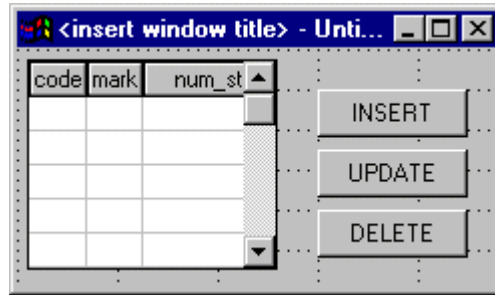 <insert window title> - Unti...
code mark num_st
INSERT
UPDATE
DELETE